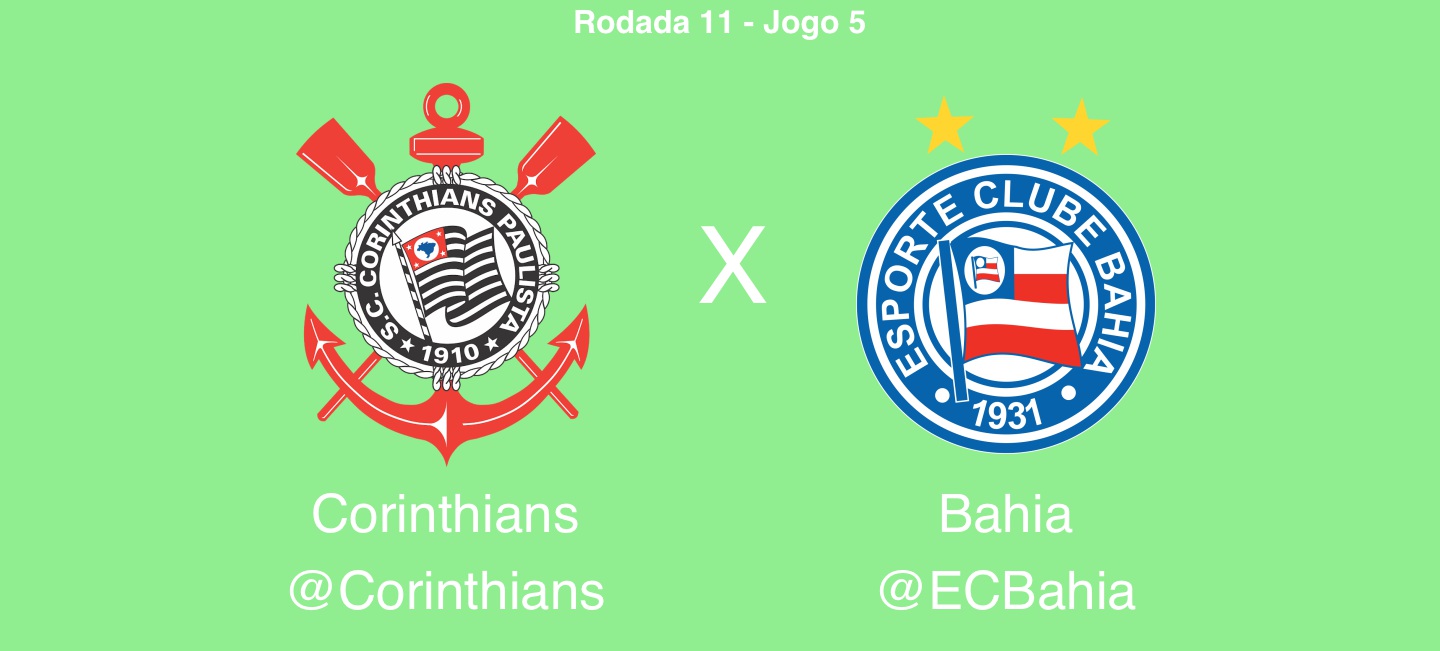 Rodada 11 - Jogo 5
S.C. CORINTHIANS PAULISTA
★ 1910 ★
X
ESPORTE CLUBE BAHIA
• 1931 •
Corinthians
Bahia
@Corinthians
@ECBahia